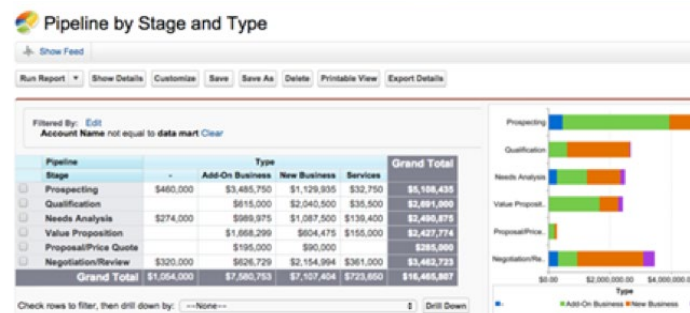 Pipeline by Stage and Type
Show Feed
Run Report ▼ Show Details Customize Save Save As Delete Printable View Export Details
Filtered By: Edit
Account Name not equal to data mart Clear
Pipeline Type Grand Total
Stage - Add-On Business New Business Services
Prospecting $460,000 $3,485,750 $1,129,935 $32,750 $5,108,435
Qualification $615,000 $2,040,500 $35,500 $2,691,000
Needs Analysis $274,000 $989,975 $1,087,500 $139,400 $2,490,875
Value Proposition $1,668,299 $604,475 $155,000 $2,427,774
Proposal/Price Quote $195,000 $90,000 $285,000
Negotiation/Review $320,000 $626,729 $2,154,994 $361,000 $3,462,723
Grand Total $1,054,000 $7,580,753 $7,107,404 $723,650 $16,465,807
Check rows to filter, then drill down by: --None-- Drill Down
Prospecting
Qualification
Needs Analysis
Value Proposit..
Proposal/Price..
Negotiation/Re..
$0.00 $2,000,000.00 $4,000,000.0
Type
- Add-On Business New Business